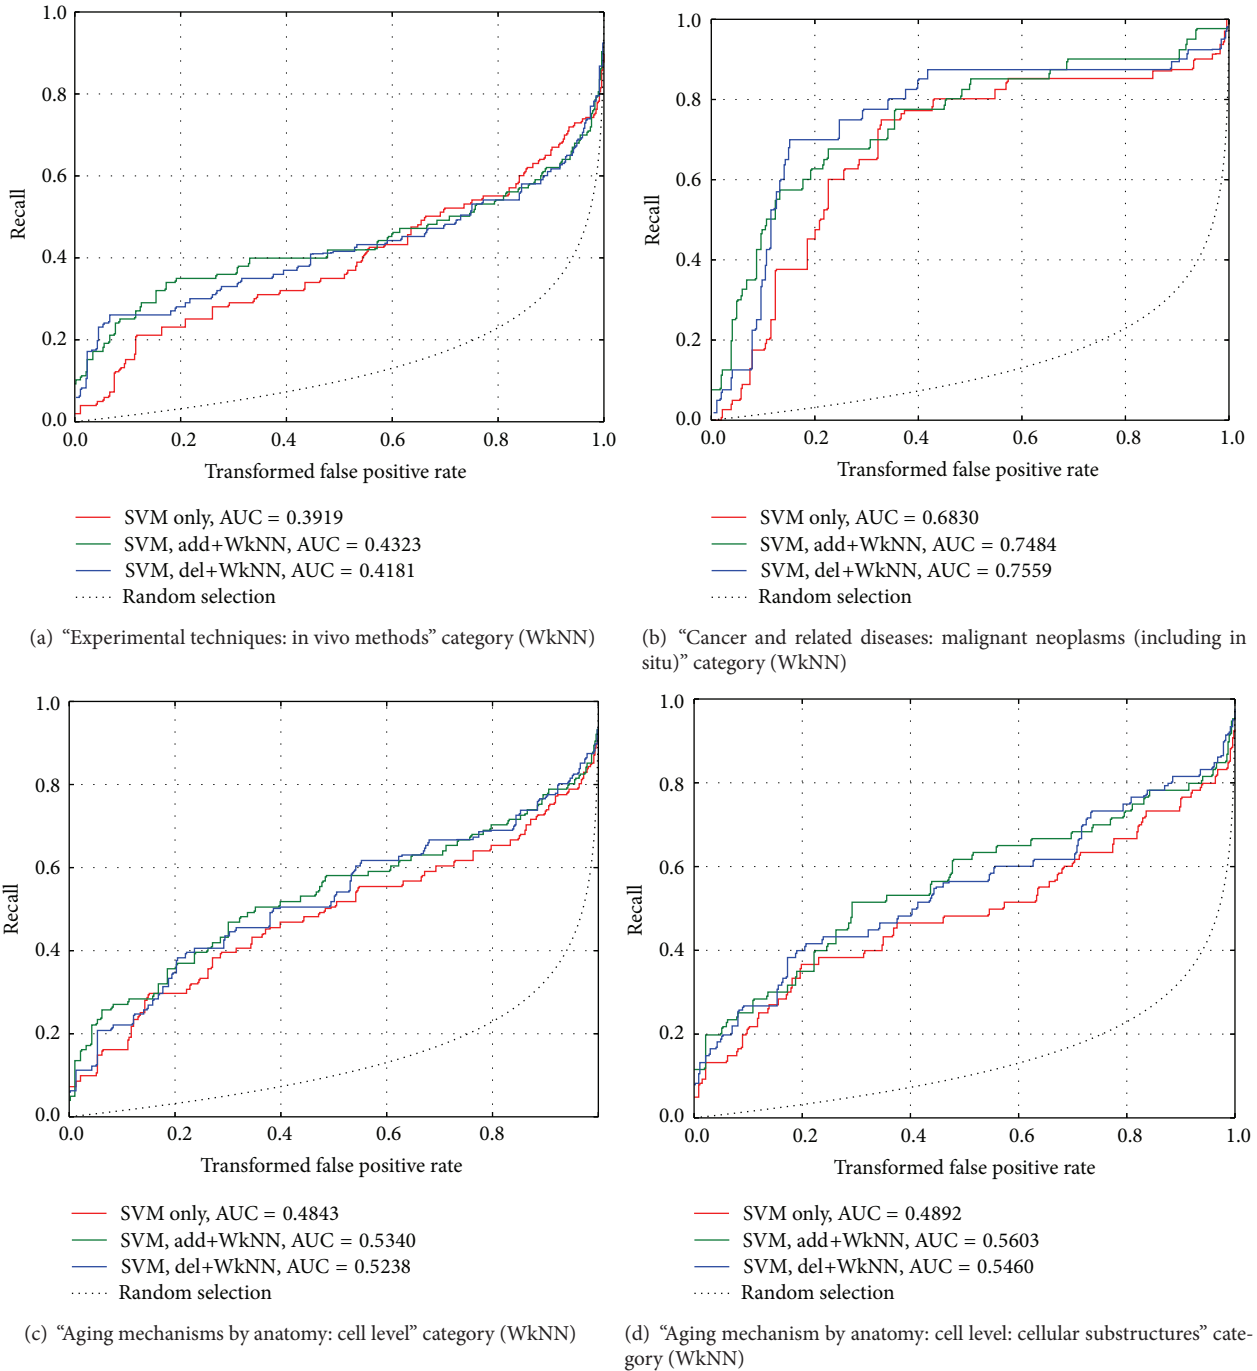 1.0
0.8
0.6
0.4
0.2
0.0
Recall
0.0 0.2 0.4 0.6 0.8 1.0
Transformed false positive rate
SVM only, AUC = 0.3919
SVM, add+WkNN, AUC = 0.4323
SVM, del+WkNN, AUC = 0.4181
Random selection
(a) “Experimental techniques: in vivo methods” category (WkNN)
1.0
0.8
0.6
0.4
0.2
0.0
Recall
0.0 0.2 0.4 0.6 0.8 1.0
Transformed false positive rate
SVM only, AUC = 0.6830
SVM, add+WkNN, AUC = 0.7484
SVM, del+WkNN, AUC = 0.7559
Random selection
(b) “Cancer and related diseases: malignant neoplasms (including in
situ)” category (WkNN)
1.0
0.8
0.6
0.4
0.2
0.0
Recall
0.0 0.2 0.4 0.6 0.8
Transformed false positive rate
SVM only, AUC = 0.4843
SVM, add+WkNN, AUC = 0.5340
SVM, del+WkNN, AUC = 0.5238
Random selection
(c) “Aging mechanisms by anatomy: cell level” category (WkNN)
1.0
0.8
0.6
0.4
0.2
0.0
Recall
0.0 0.2 0.4 0.6 0.8 1.0
Transformed false positive rate
SVM only, AUC = 0.4892
SVM, add+WkNN, AUC = 0.5603
SVM, del+WkNN, AUC = 0.5460
Random selection
(d) “Aging mechanism by anatomy: cell level: cellular substructures” cate-
gory (WkNN)